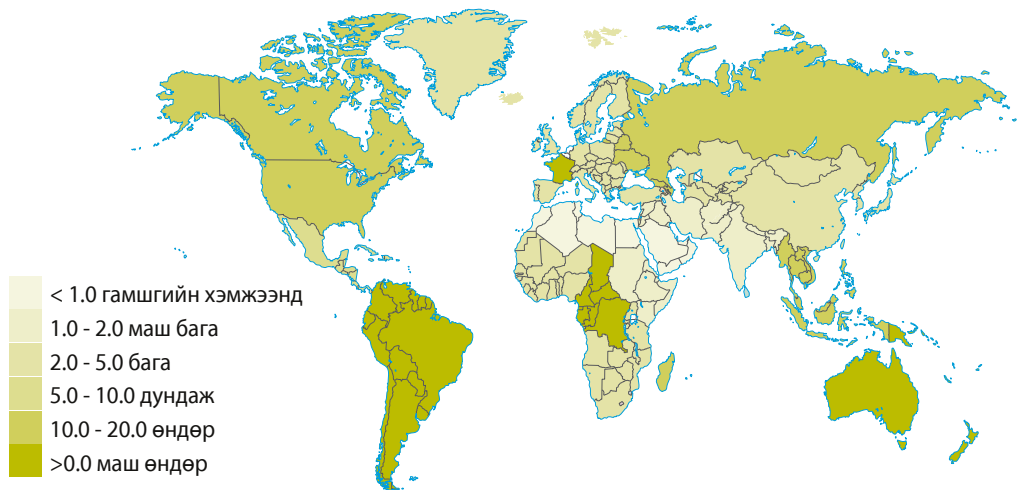 < 1.0 гамшгийн хэмжээнд
1.0 - 2.0 маш бага
2.0 - 5.0 бага
5.0 - 10.0 дундаж
10.0 - 20.0 өндөр
>0.0 маш өндөр